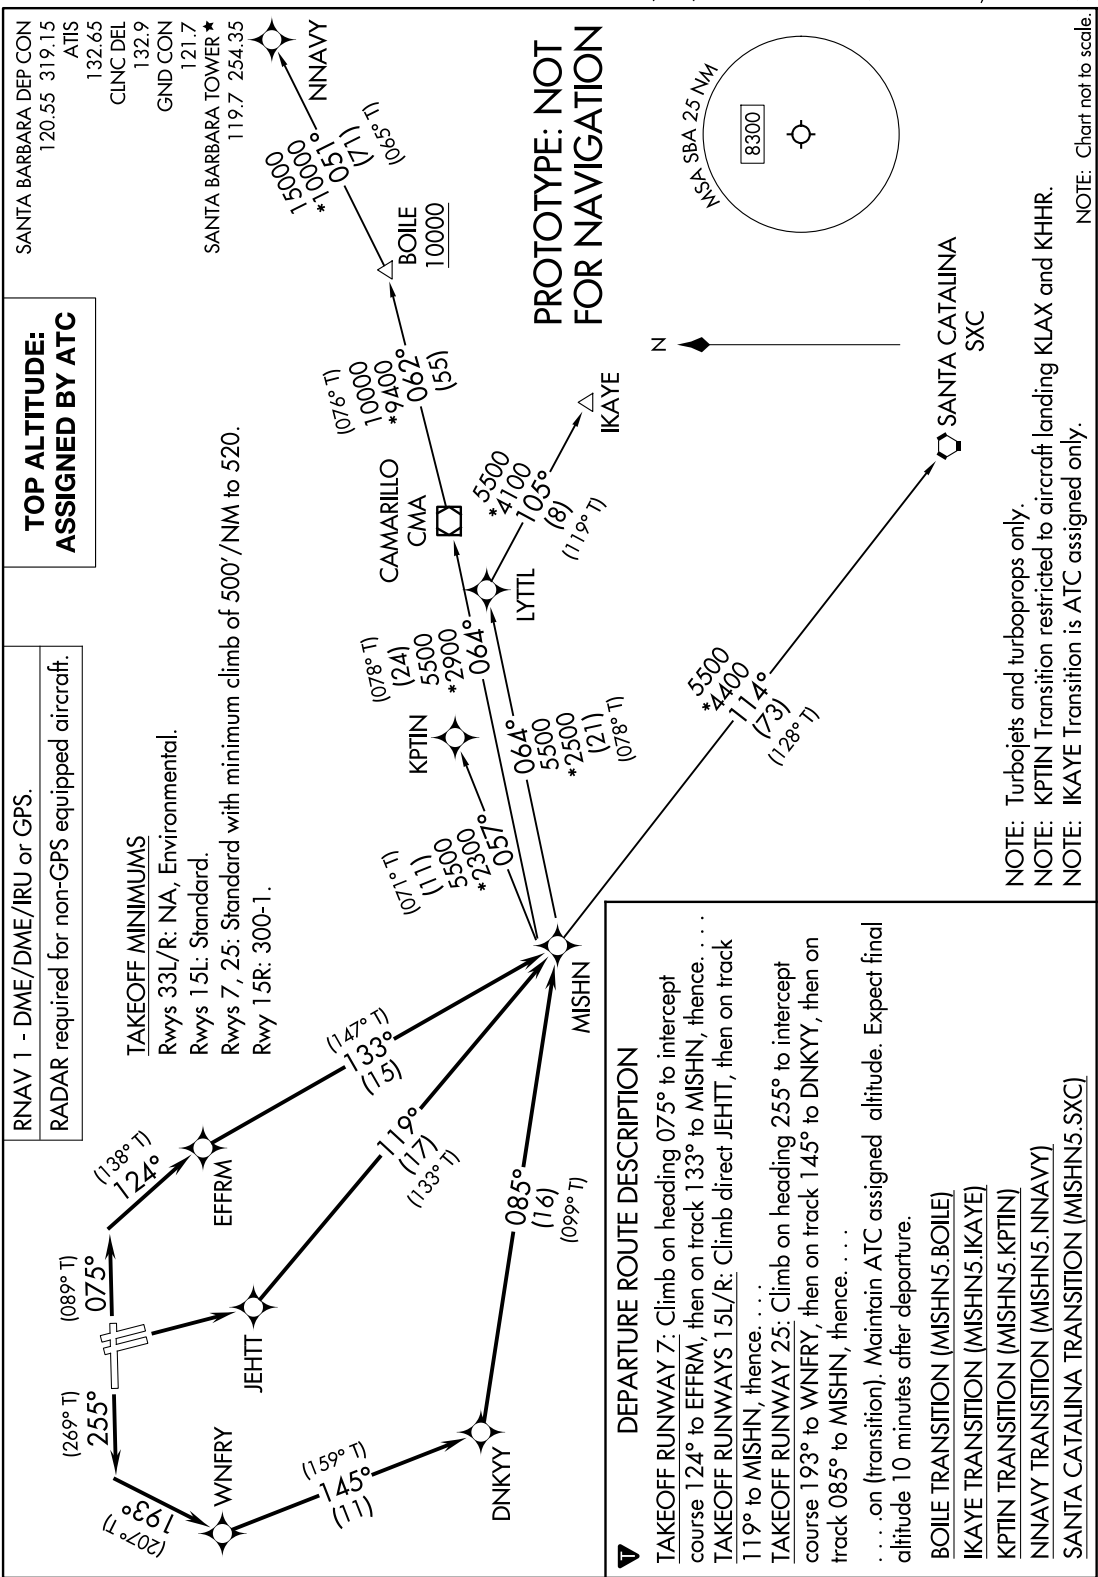 RNAV 1 - DME/DME/IRU or GPS.
RADAR required for non-GPS equipped aircraft.
TOP ALTITUDE:
ASSIGNED BY ATC
SANTA BARBARA DEP CON
120.55 319.15
ATIS
132.65
CLNC DEL
132.9
GND CON
121.7
SANTA BARBARA TOWER★
119.7 254.35
TAKEOFF MINIMUMS
Rwys 33L/R: NA, Environmental.
Rwys 15L: Standard.
Rwys 7, 25: Standard with minimum climb of 500'/NM to 520.
Rwy 15R: 300-1.
(269° T)
255°
(089° T)
075°
(138° T)
124°
EFFRM
(147° T)
133°
(15)
(207° T)
193°
WNFRY
JEHTT
119°
(17)
(133° T)
(159° T)
145°
(11)
DNKYY
085°
(16)
(099° T)
MISHN
(071° T)
(11)
5500
*2300
057°
KPTIN
(078° T)
(24)
5500
*2900
064°
064°
5500
*2500
(21)
(078° T)
CAMARILLO
CMA
LYTTL
5500
*4100
105°
(8)
(119° T)
IKAYE
(076° T)
10000
*9400
062°
(55)
BOILE
10000
15000
*10000
051°
(71)
(065° T)
NNAVY
5500
*4400
114°
(73)
(128° T)
SANTA CATALINA
SXC
N
PROTOTYPE: NOT
FOR NAVIGATION
MSA SBA 25 NM
8300
DEPARTURE ROUTE DESCRIPTION
T
TAKEOFF RUNWAY 7: Climb on heading 075° to intercept
course 124° to EFFRM, then on track 133° to MISHN, thence. . . .
TAKEOFF RUNWAYS 15L/R: Climb direct JEHTT, then on track
119° to MISHN, thence. . . .
TAKEOFF RUNWAY 25: Climb on heading 255° to intercept
course 193° to WNFRY, then on track 145° to DNKYY, then on
track 085° to MISHN, thence. . . .
. . . .on (transition). Maintain ATC assigned altitude. Expect final
altitude 10 minutes after departure.
BOILE TRANSITION (MISHN5.BOILE)
IKAYE TRANSITION (MISHN5.IKAYE)
KPTIN TRANSITION (MISHN5.KPTIN)
NNAVY TRANSITION (MISHN5.NNAVY)
SANTA CATALINA TRANSITION (MISHN5.SXC)
NOTE: Turbojets and turboprops only.
NOTE: KPTIN Transition restricted to aircraft landing KLAX and KHHR.
NOTE: IKAYE Transition is ATC assigned only.
NOTE: Chart not to scale.